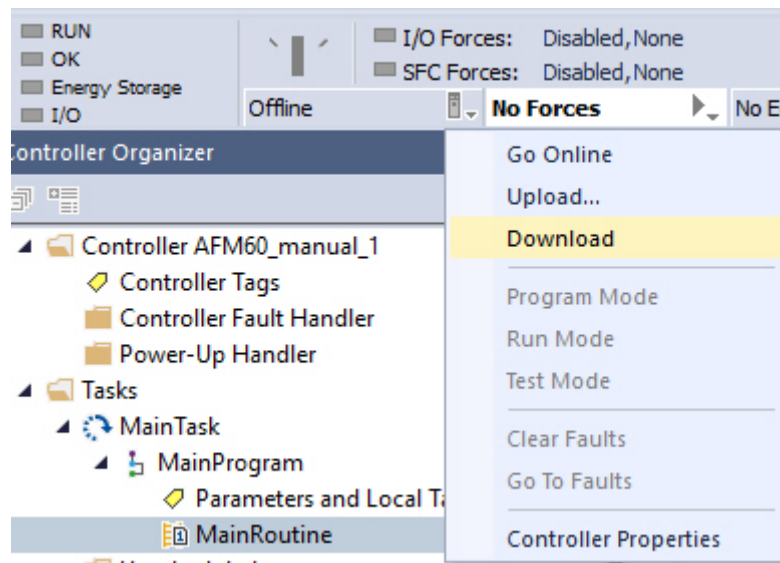 RUN
OK
Energy Storage
I/O
I/O Forces: Disabled,None
SFC Forces: Disabled,None
Offline
No Forces
No E
Controller Organizer
Controller AFM60_manual_1
Controller Tags
Controller Fault Handler
Power-Up Handler
Tasks
MainTask
MainProgram
Parameters and Local Ta
MainRoutine
Go Online
Upload...
Download
Program Mode
Run Mode
Test Mode
Clear Faults
Go To Faults
Controller Properties